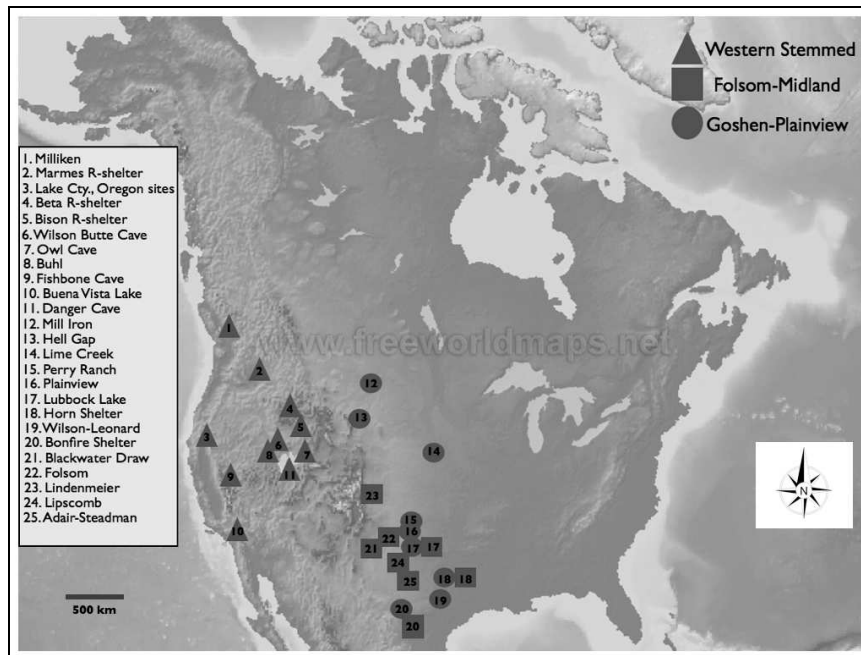 Western Stemmed
Folsom-Midland
Goshen-Plainview
1. Milliken
2. Marmes R-shelter
3. Lake Cty., Oregon sites
4. Beta R-shelter
5. Bison R-shelter
6. Wilson Butte Cave
7. Owl Cave
8. Buhl
9. Fishbone Cave
10. Buena Vista Lake
11. Danger Cave
12. Mill Iron
13. Hell Gap
14. Lime Creek
15. Perry Ranch
16. Plainview
17. Lubbock Lake
18. Horn Shelter
19. Wilson-Leonard
20. Bonfire Shelter
21. Blackwater Draw
22. Folsom
23. Lindenmeier
24. Lipscomb
25. Adair-Steadman
www.freeworldmaps.net
1
2
12
4
13
5
3
6
8
7
14
11
9
23
15
10
16
22
21
17
17
24
25
18
18
19
20
20
N
500 km